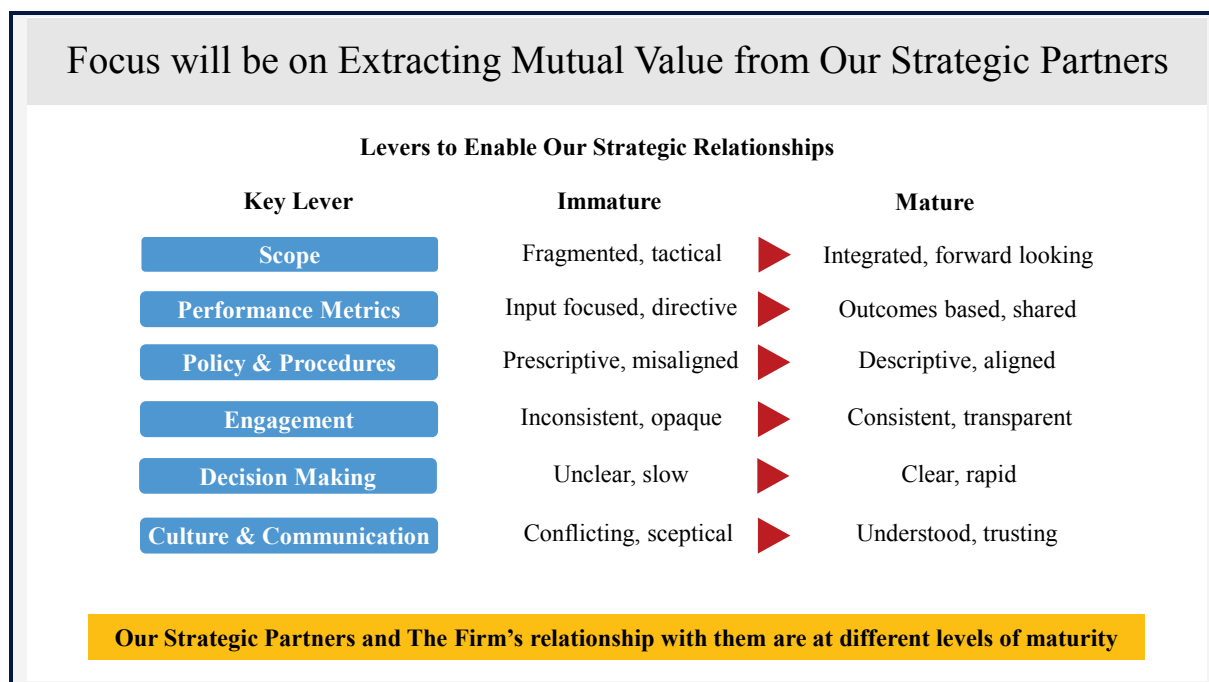 Focus will be on Extracting Mutual Value from Our Strategic Partners
Levers to Enable Our Strategic Relationships
Key Lever Immature Mature
Scope Fragmented, tactical Integrated, forward looking
Performance Metrics Input focused, directive Outcomes based, shared
Policy & Procedures Prescriptive, misaligned Descriptive, aligned
Engagement Inconsistent, opaque Consistent, transparent
Decision Making Unclear, slow Clear, rapid
Culture & Communication Conflicting, sceptical Understood, trusting
Our Strategic Partners and The Firm’s relationship with them are at different levels of maturity